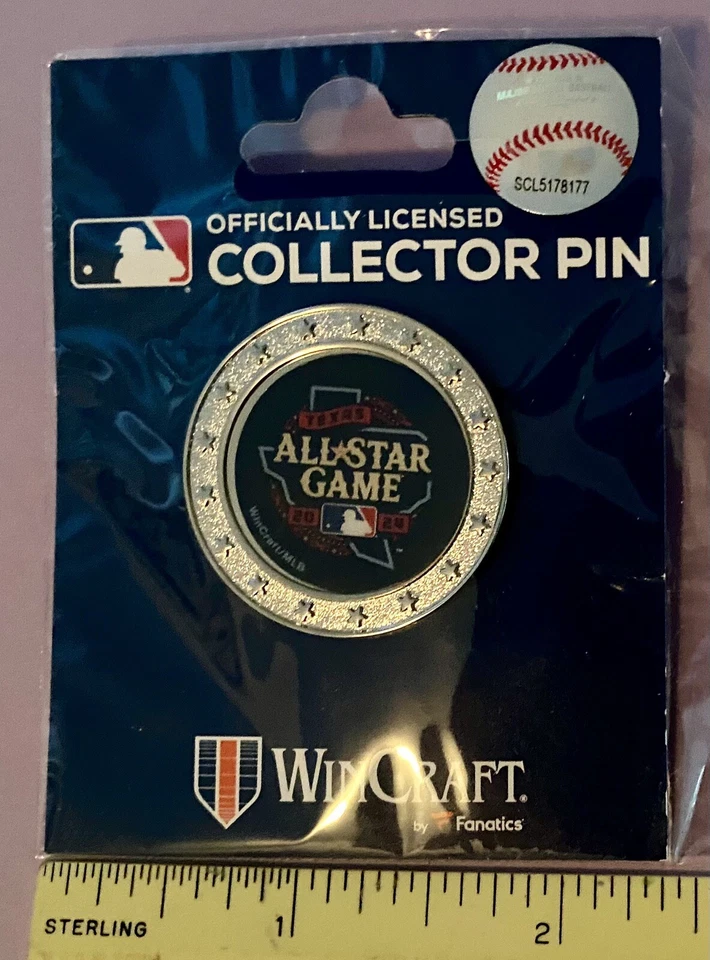 SCL5178177
OFFICIALLY LICENSED
COLLECTOR PIN
TEXAS
ALL★STAR
GAME
20 24
WinCraft/MLB
WINCRAFT®
by Fanatics
STERLING
1
2